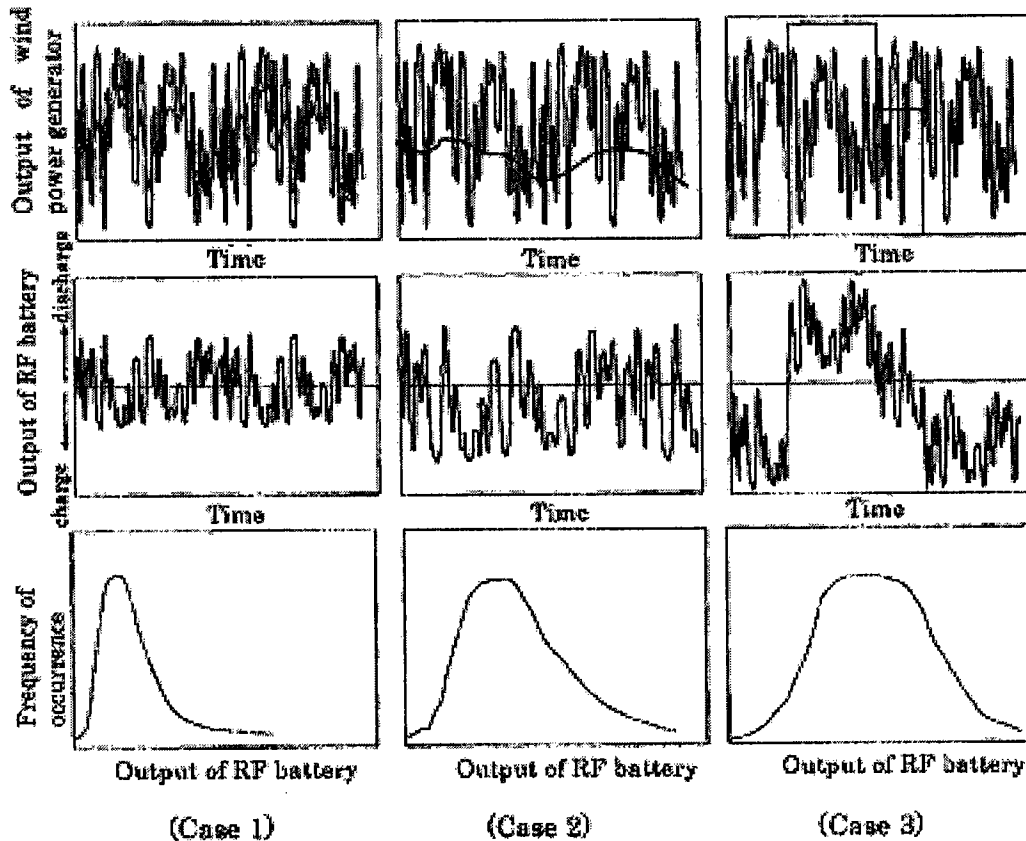 Output of wind
power generator
Time
Time
Time
Output of RF battery
charge
discharge
Time
Time
Time
Frequency of
occurrence
Output of RF battery
Output of RF battery
Output of RF battery
(Case 1)
(Case 2)
(Case 3)